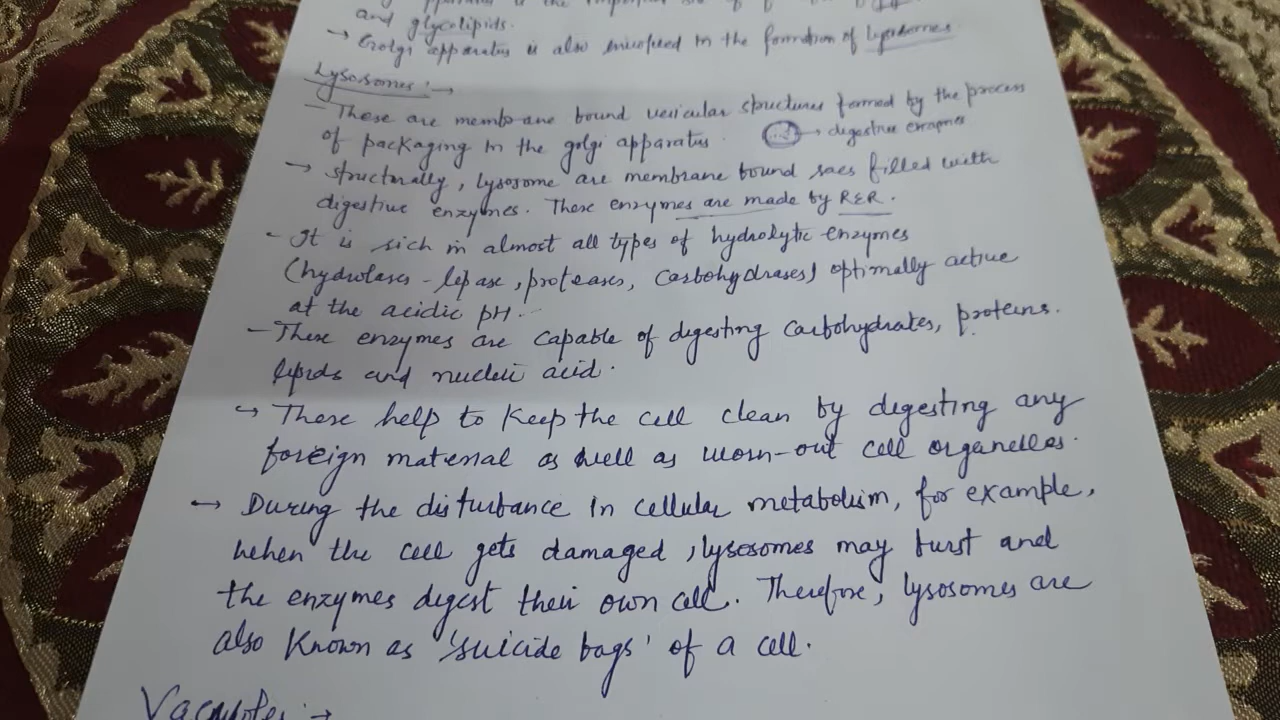 and glycolipids.
→ Golgi apparatus is also involved in the formation of lysosomes
Lysosomes :→
– These are membrane bound vesicular structures formed by the process
of packaging in the golgi apparatus. → digestive enzymes
→ structurally, lysosome are membrane bound sacs filled with
digestive enzymes. These enzymes are made by RER.
- It is rich in almost all types of hydrolytic enzymes
(hydrolases - lipase, proteases, carbohydrases) optimally active
at the acidic pH.
– These enzymes are capable of digesting carbohydrates, proteins.
lipids and nucleic acid.
↪ These help to keep the cell clean by digesting any
foreign material as well as worn-out cell organelles.
→ During the disturbance in cellular metabolism, for example,
when the cell gets damaged, lysosomes may burst and
the enzymes digest their own cell. Therefore, lysosomes are
also known as 'suicide bags' of a cell.
Vacuoles :→